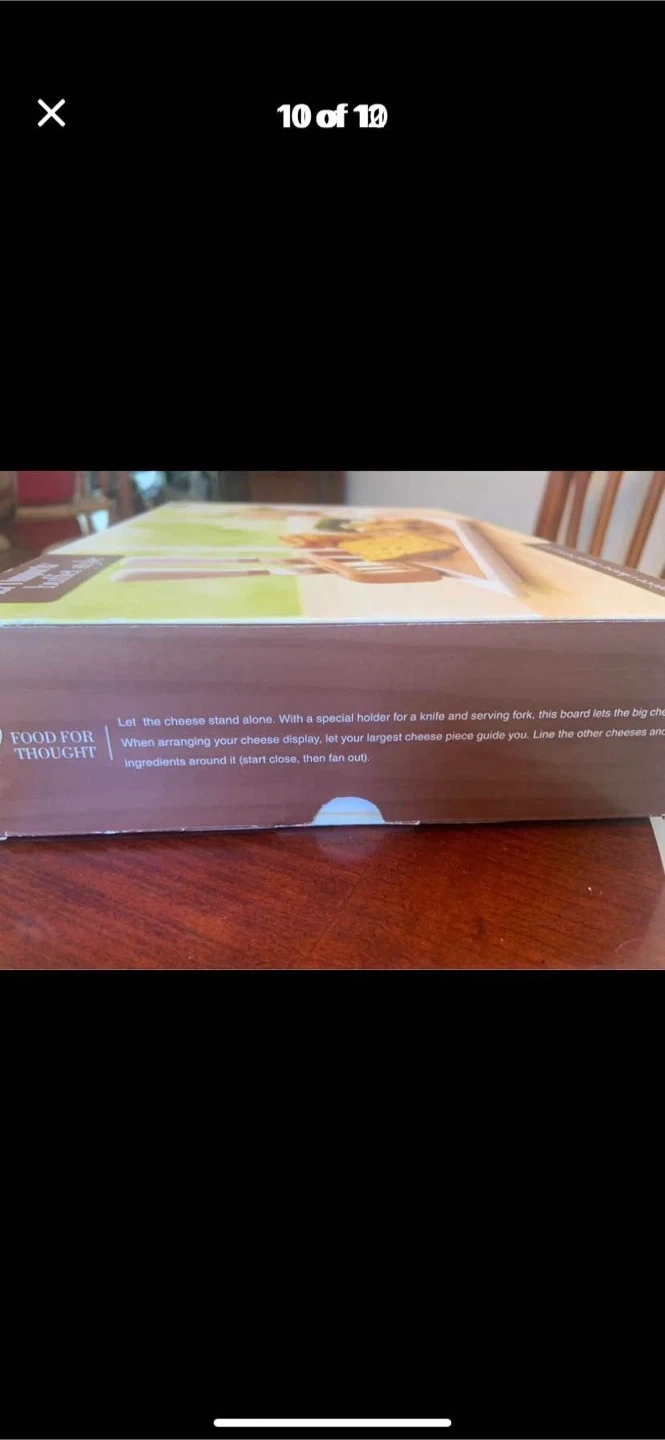 10 of 12
FOOD FOR
THOUGHT
Let the cheese stand alone. With a special holder for a knife and serving fork, this board lets the big che
When arranging your cheese display, let your largest cheese piece guide you. Line the other cheeses and
ingredients around it (start close, then fan out).